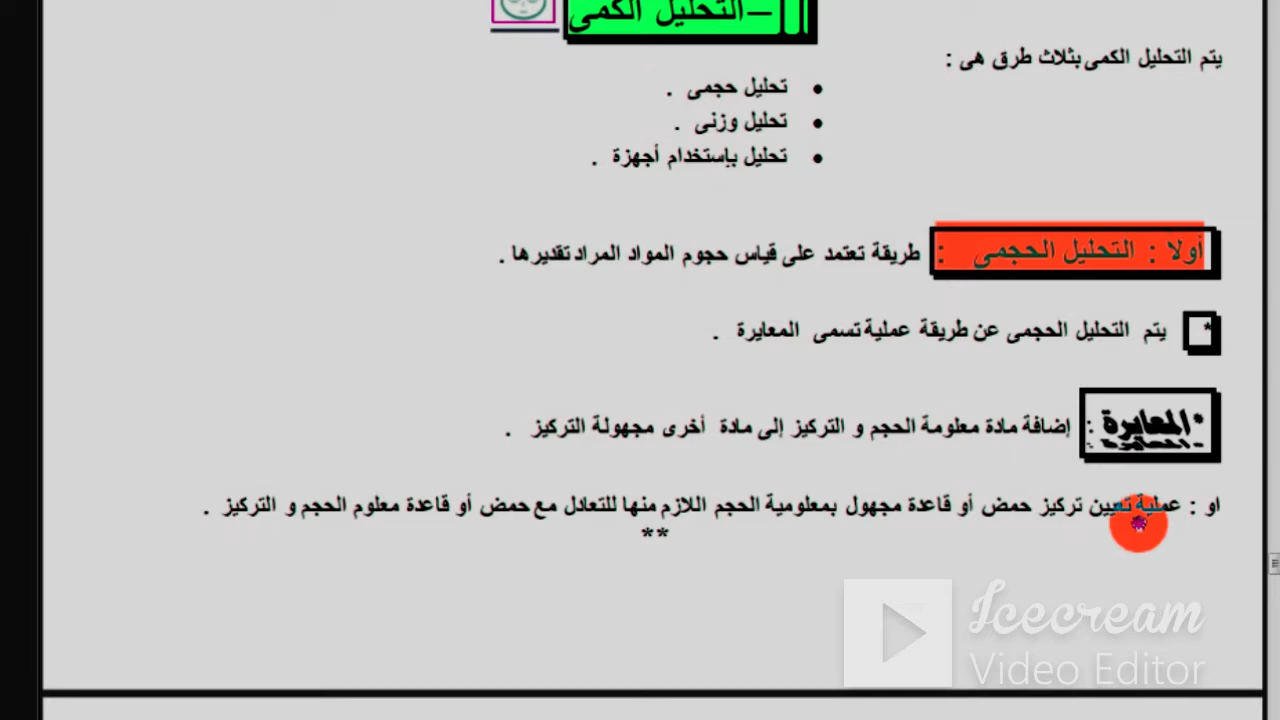 II – التحليل الكمى
يتم التحليل الكمى بثلاث طرق هى :
• تحليل حجمى .
• تحليل وزنى .
• تحليل بإستخدام أجهزة .
أولا : التحليل الحجمى : طريقة تعتمد على قياس حجوم المواد المراد تقديرها .
* يتم التحليل الحجمى عن طريقة عملية تسمى المعايرة .
*المعايرة : إضافة مادة معلومة الحجم و التركيز إلى مادة أخرى مجهولة التركيز .
او : عملية تعيين تركيز حمض أو قاعدة مجهول بمعلومية الحجم اللازم منها للتعادل مع حمض أو قاعدة معلوم الحجم و التركيز .
**
Icecream
Video Editor